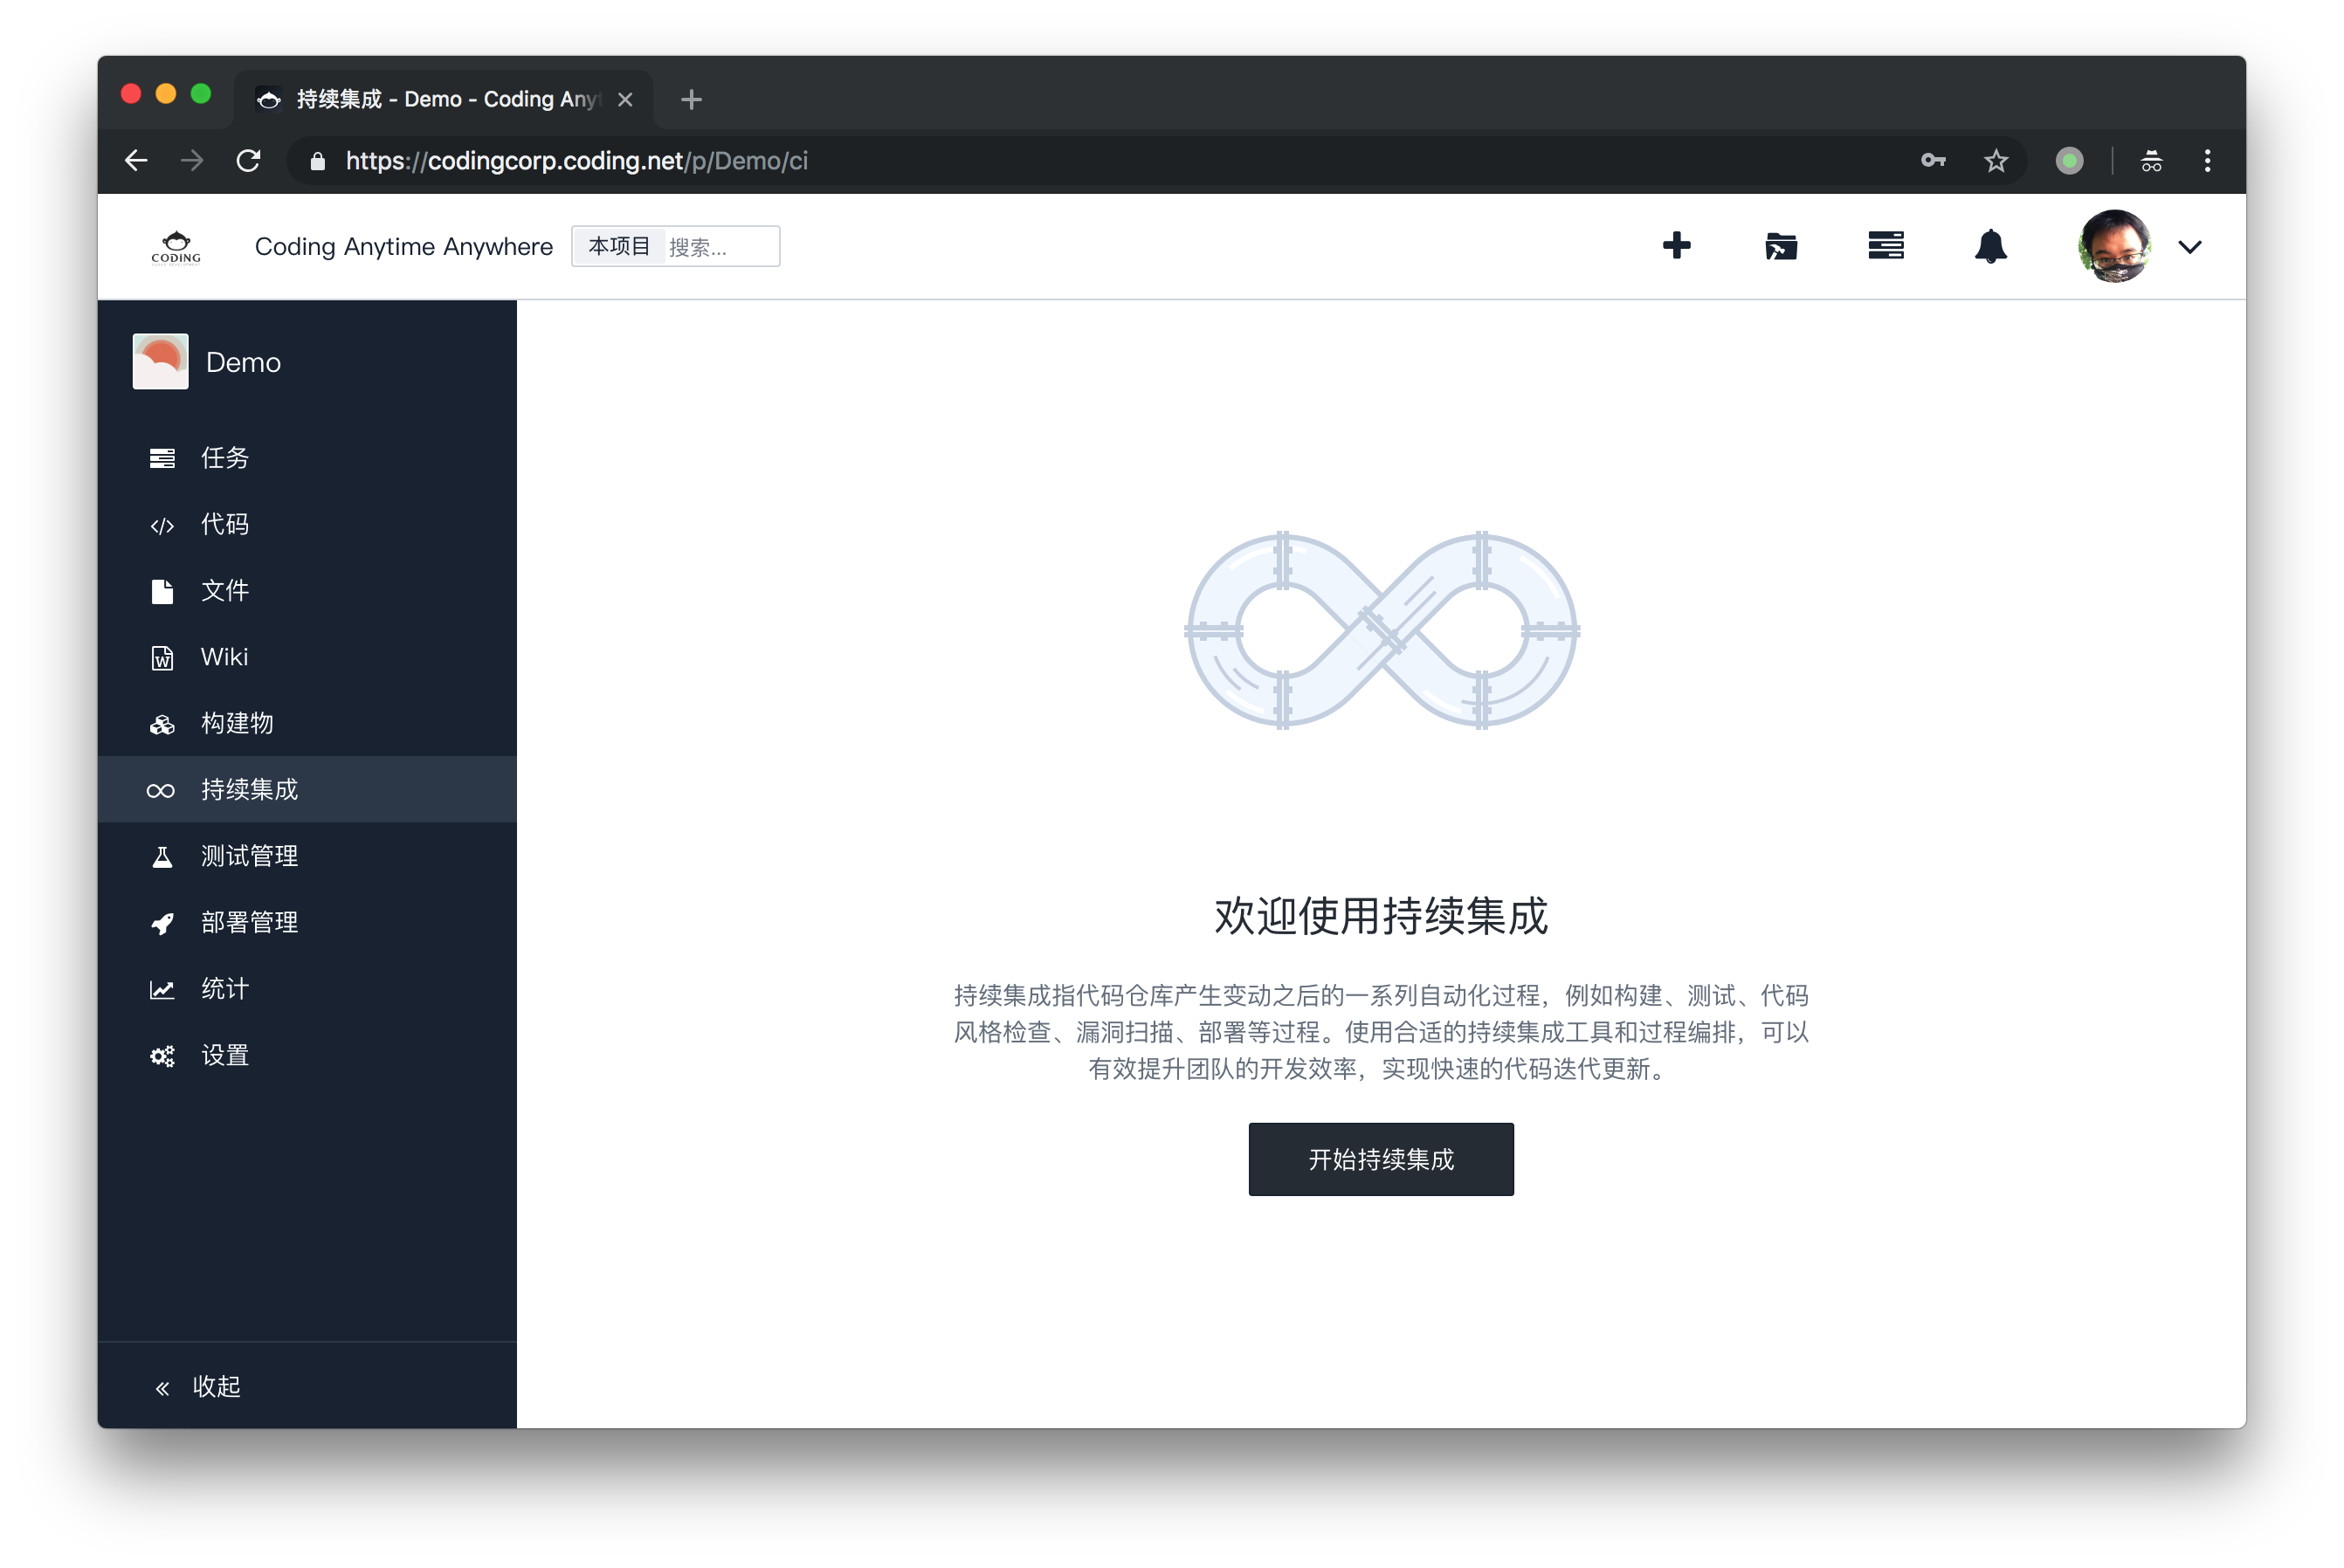 持续集成 - Demo - Coding Any
https://codingcorp.coding.net/p/Demo/ci
CODING
Coding Anytime Anywhere
本项目 搜索...
Demo
任务
代码
文件
Wiki
构建物
持续集成
测试管理
部署管理
统计
设置
收起
欢迎使用持续集成
持续集成指代码仓库产生变动之后的一系列自动化过程，例如构建、测试、代码
风格检查、漏洞扫描、部署等过程。使用合适的持续集成工具和过程编排，可以
有效提升团队的开发效率，实现快速的代码迭代更新。
开始持续集成